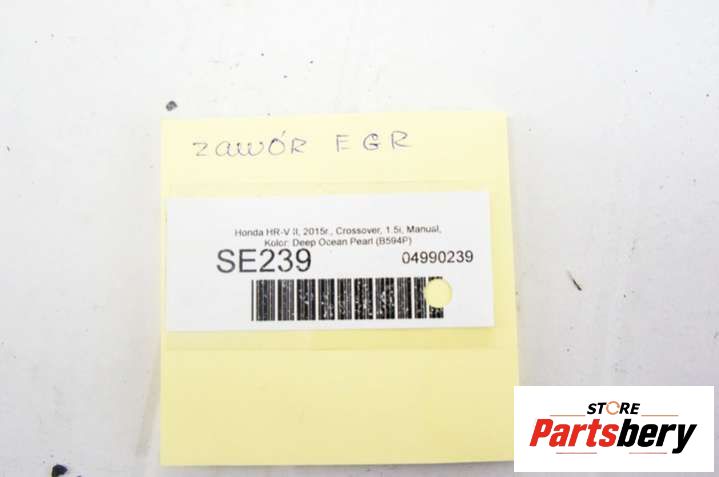 ZAWÓR EGR
Honda HR-V II, 2015r., Crossover, 1.5i, Manual,
Kolor: Deep Ocean Pearl (B594P)
SE239 04990239
STORE
Partsbery